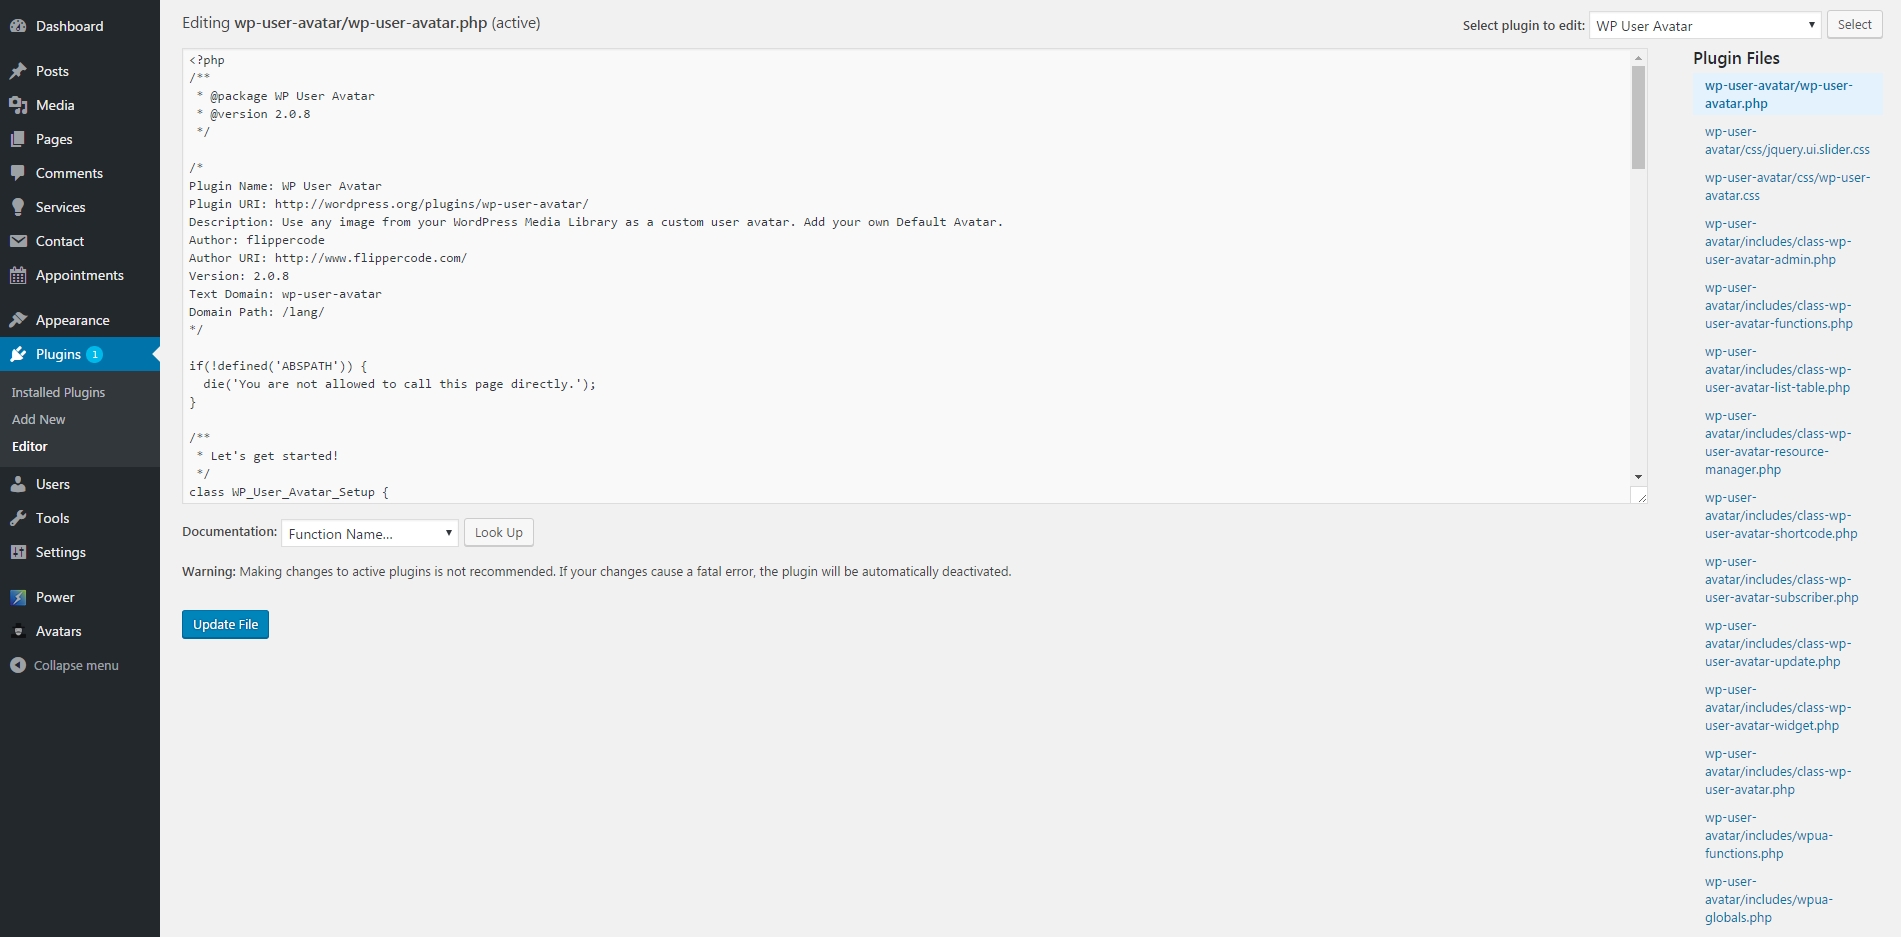 Dashboard
Posts
Media
Pages
Comments
Services
Contact
Appointments
Appearance
Plugins 1
Installed Plugins
Add New
Editor
Users
Tools
Settings
Power
Avatars
Collapse menu
Editing wp-user-avatar/wp-user-avatar.php (active)
Select plugin to edit: WP User Avatar Select
<?php
/**
 * @package WP User Avatar
 * @version 2.0.8
 */
/*
Plugin Name: WP User Avatar
Plugin URI: http://wordpress.org/plugins/wp-user-avatar/
Description: Use any image from your WordPress Media Library as a custom user avatar. Add your own Default Avatar.
Author: flippercode
Author URI: http://www.flippercode.com/
Version: 2.0.8
Text Domain: wp-user-avatar
Domain Path: /lang/
*/
if(!defined('ABSPATH')) {
  die('You are not allowed to call this page directly.');
}
/**
 * Let's get started!
 */
class WP_User_Avatar_Setup {
Documentation: Function Name... Look Up
Warning: Making changes to active plugins is not recommended. If your changes cause a fatal error, the plugin will be automatically deactivated.
Update File
Plugin Files
wp-user-avatar/wp-user-
avatar.php
wp-user-
avatar/css/jquery.ui.slider.css
wp-user-avatar/css/wp-user-
avatar.css
wp-user-
avatar/includes/class-wp-
user-avatar-admin.php
wp-user-
avatar/includes/class-wp-
user-avatar-functions.php
wp-user-
avatar/includes/class-wp-
user-avatar-list-table.php
wp-user-
avatar/includes/class-wp-
user-avatar-resource-
manager.php
wp-user-
avatar/includes/class-wp-
user-avatar-shortcode.php
wp-user-
avatar/includes/class-wp-
user-avatar-subscriber.php
wp-user-
avatar/includes/class-wp-
user-avatar-update.php
wp-user-
avatar/includes/class-wp-
user-avatar-widget.php
wp-user-
avatar/includes/class-wp-
user-avatar.php
wp-user-
avatar/includes/wpua-
functions.php
wp-user-
avatar/includes/wpua-
globals.php